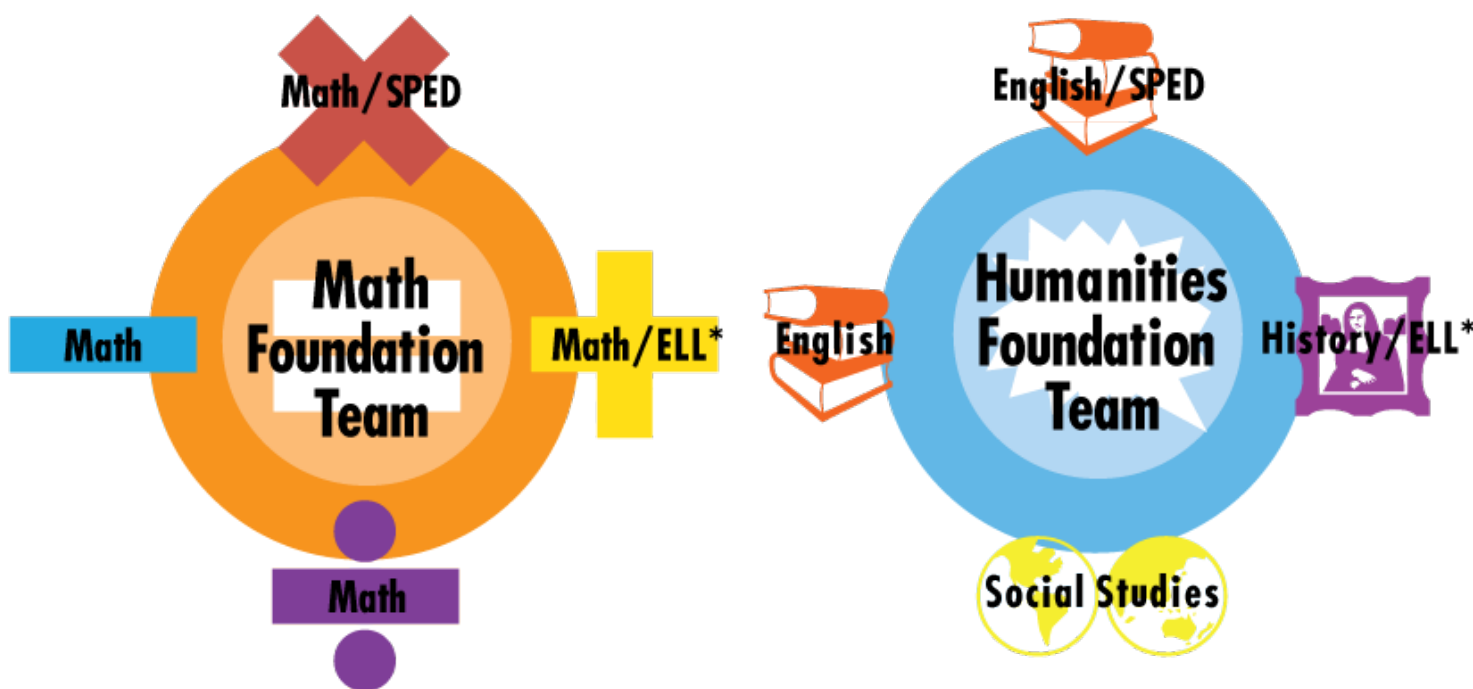 Math/SPED
Math
Math
Foundation
Team
Math/ELL*
Math
English/SPED
English
Humanities
Foundation
Team
History/ELL*
Social Studies